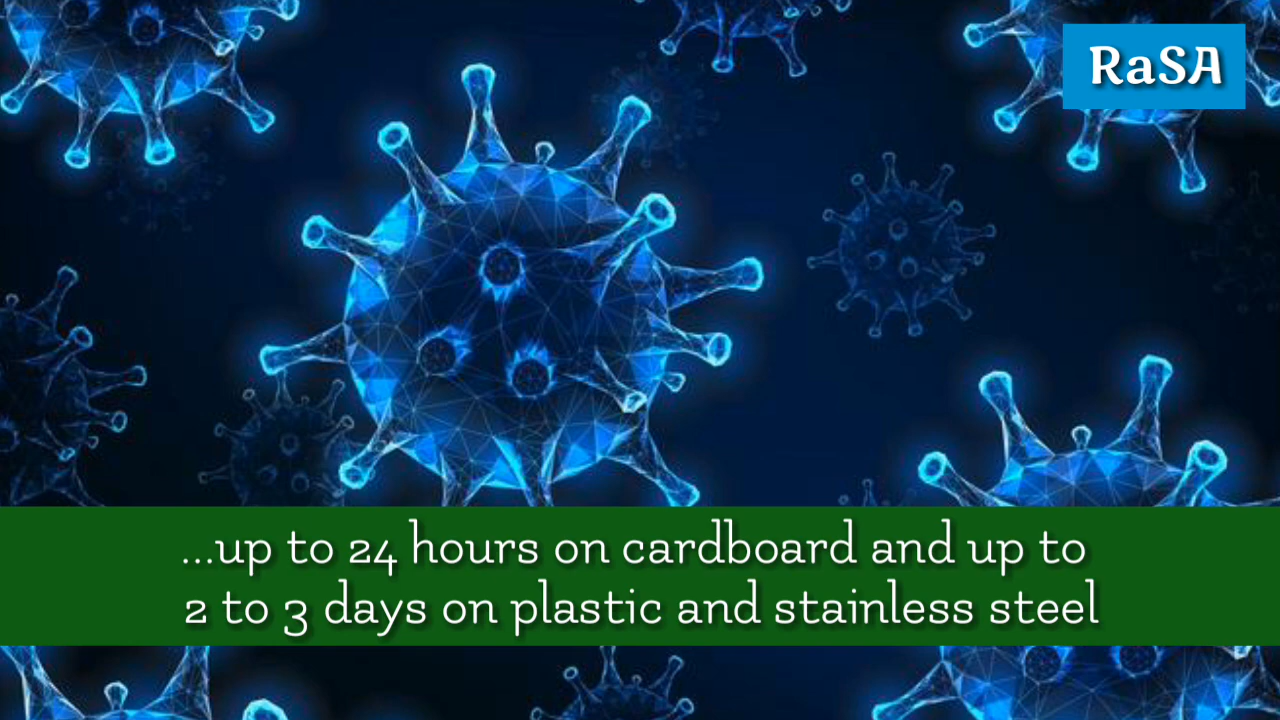 RaSA
...up to 24 hours on cardboard and up to
2 to 3 days on plastic and stainless steel